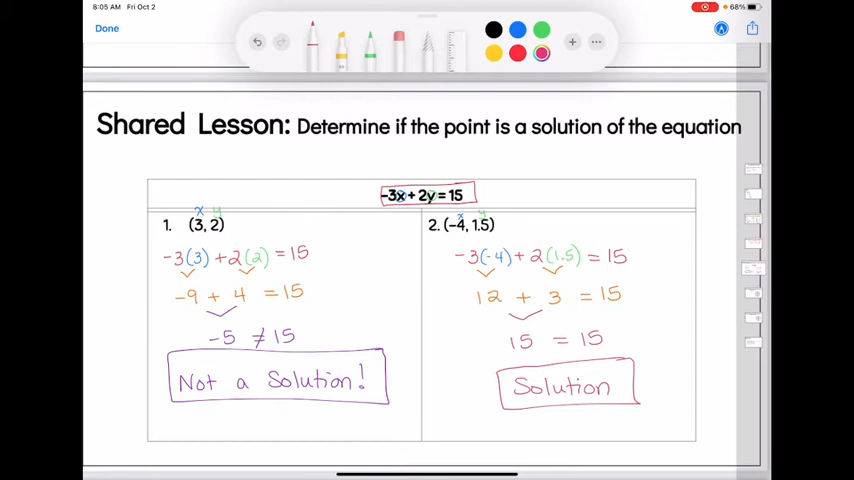 8:05 AM Fri Oct 2
68%
Done
Shared Lesson: Determine if the point is a solution of the equation
-3x + 2y = 15
x y
1. (3, 2)
-3(3) +2(2) = 15
-9 + 4 = 15
-5 ≠ 15
Not a Solution!
x y
2. (-4, 1.5)
-3(-4) + 2(1.5) = 15
12 + 3 = 15
15 = 15
Solution